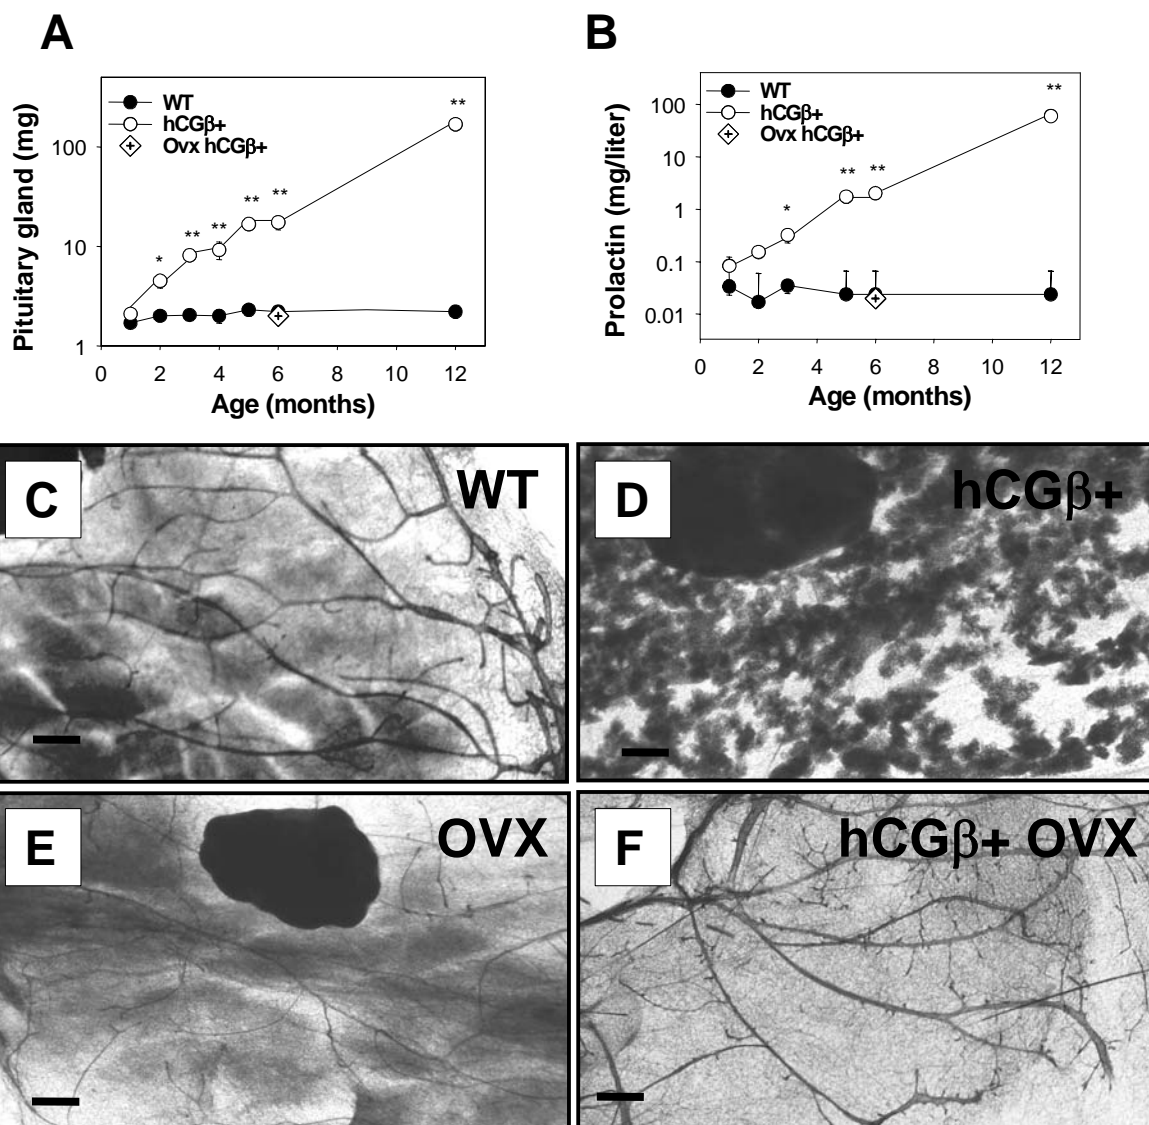 A
B
Pituitary gland (mg)
WT
hCGβ+
Ovx hCGβ+
100
10
1
*
**
**
**
**
**
0
2
4
6
8
10
12
Age (months)
Prolactin (mg/liter)
WT
hCGβ+
Ovx hCGβ+
100
10
1
0.1
0.01
*
**
**
**
0
2
4
6
8
10
12
Age (months)
C
WT
D
hCGβ+
E
OVX
F
hCGβ+ OVX